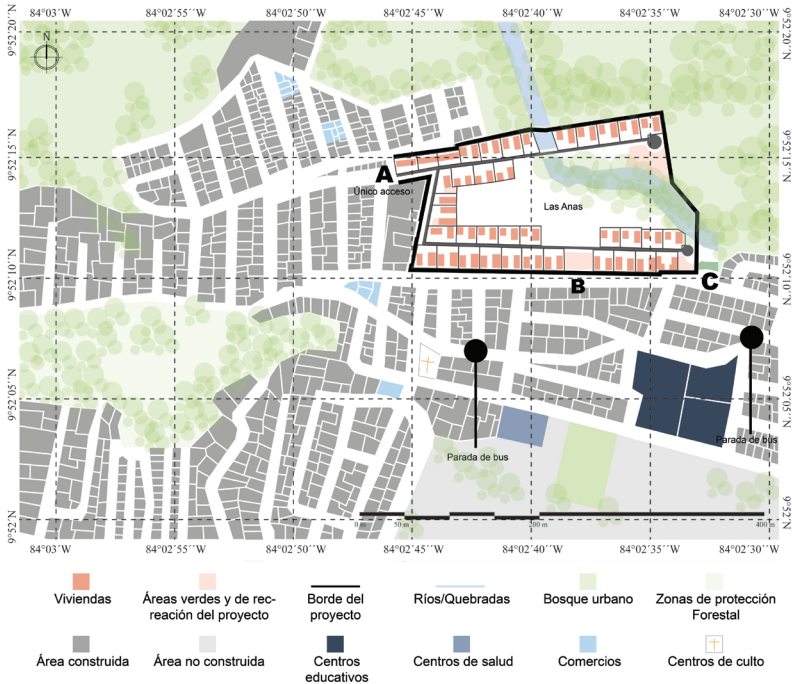 84°03' W 84°02'55''W 84°02'50''W 84°02'45''W 84°02'40''W 84°02'35''W 84°02'30''W
9°52'20''N
9°52'20''N
N
9°52'15''N
9°52'15''N
A
Único acceso
Las Anas
9°52'10''N
9°52'10''N
B
C
9°52'05''N
9°52'05''N
Parada de bus
Parada de bus
9°52'N
9°52'N
0 m 50 m 200 m 400 m
84°03' W 84°02'55''W 84°02'50''W 84°02'45''W 84°02'40''W 84°02'35''W 84°02'30''W
Viviendas
Áreas verdes y de rec-
reación del proyecto
Borde del
proyecto
Ríos/Quebradas
Bosque urbano
Zonas de protección
Forestal
Área construida
Área no construida
Centros
educativos
Centros de salud
Comercios
Centros de culto